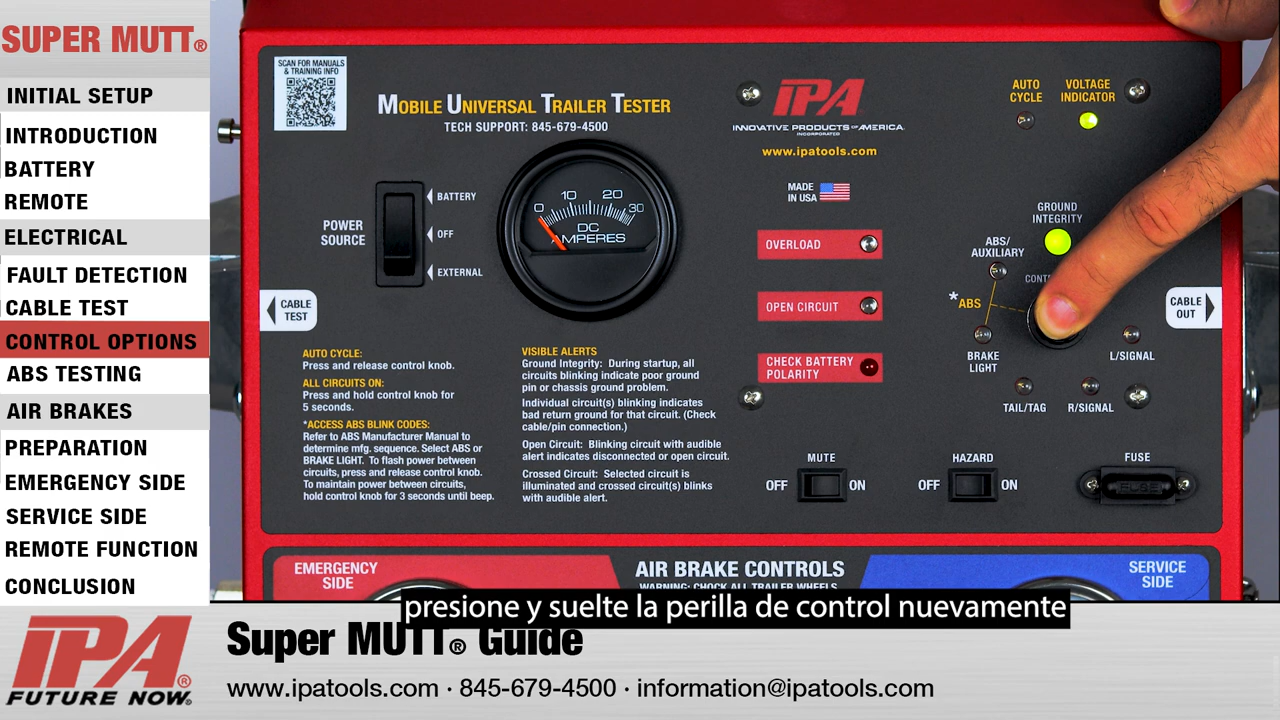 SUPER MUTT®
INITIAL SETUP
INTRODUCTION
BATTERY
REMOTE
ELECTRICAL
FAULT DETECTION
CABLE TEST
CONTROL OPTIONS
ABS TESTING
AIR BRAKES
PREPARATION
EMERGENCY SIDE
SERVICE SIDE
REMOTE FUNCTION
CONCLUSION
SCAN FOR MANUALS
& TRAINING INFO
MOBILE UNIVERSAL TRAILER TESTER
TECH SUPPORT: 845-679-4500
IPA
INNOVATIVE PRODUCTS OF AMERICA
INCORPORATED
www.ipatools.com
MADE
IN USA
AUTO
CYCLE
VOLTAGE
INDICATOR
POWER
SOURCE
BATTERY
OFF
EXTERNAL
0 10 20 30
DC
AMPERES
OVERLOAD
OPEN CIRCUIT
CHECK BATTERY
POLARITY
GROUND
INTEGRITY
ABS/
AUXILIARY
*ABS
BRAKE
LIGHT
TAIL/TAG
R/SIGNAL
L/SIGNAL
CABLE
TEST
CABLE
OUT
AUTO CYCLE:
Press and release control knob.
ALL CIRCUITS ON:
Press and hold control knob for
5 seconds.
*ACCESS ABS BLINK CODES:
Refer to ABS Manufacturer Manual to
determine mfg. sequence. Select ABS or
BRAKE LIGHT. To flash power between
circuits, press and release control knob.
To maintain power between circuits,
hold control knob for 3 seconds until beep.
VISIBLE ALERTS
Ground Integrity: During startup, all
circuits blinking indicate poor ground
pin or chassis ground problem.
Individual circuit(s) blinking indicates
bad return ground for that circuit. (Check
cable/pin connection.)
Open Circuit: Blinking circuit with audible
alert indicates disconnected or open circuit.
Crossed Circuit: Selected circuit is
illuminated and crossed circuit(s) blinks
with audible alert.
MUTE
OFF ON
HAZARD
OFF ON
FUSE
FUSE
EMERGENCY
SIDE
AIR BRAKE CONTROLS
WARNING: CHOCK ALL TRAILER WHEELS
SERVICE
SIDE
presione y suelte la perilla de control nuevamente
IPA®
FUTURE NOW.
Super MUTT® Guide
www.ipatools.com · 845-679-4500 · information@ipatools.com